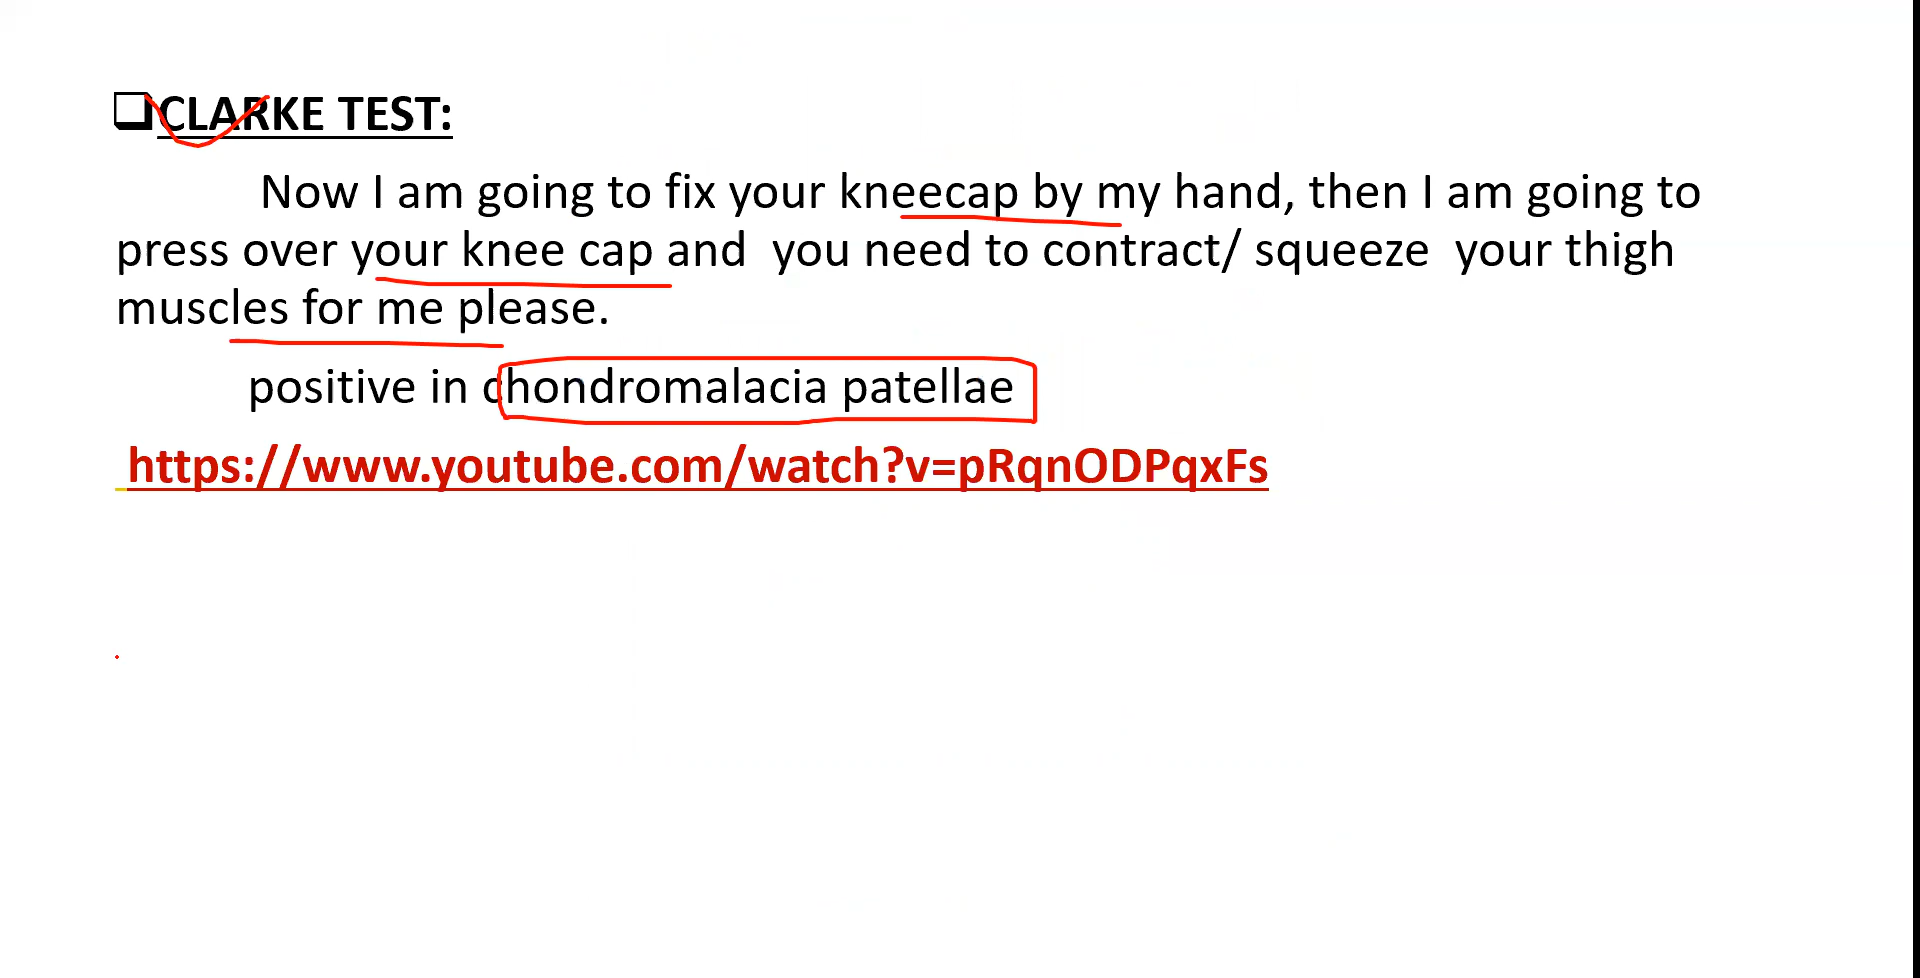 CLARKE TEST:
Now I am going to fix your kneecap by my hand, then I am going to
press over your knee cap and you need to contract/ squeeze your thigh
muscles for me please.
positive in chondromalacia patellae
https://www.youtube.com/watch?v=pRqnODPqxFs